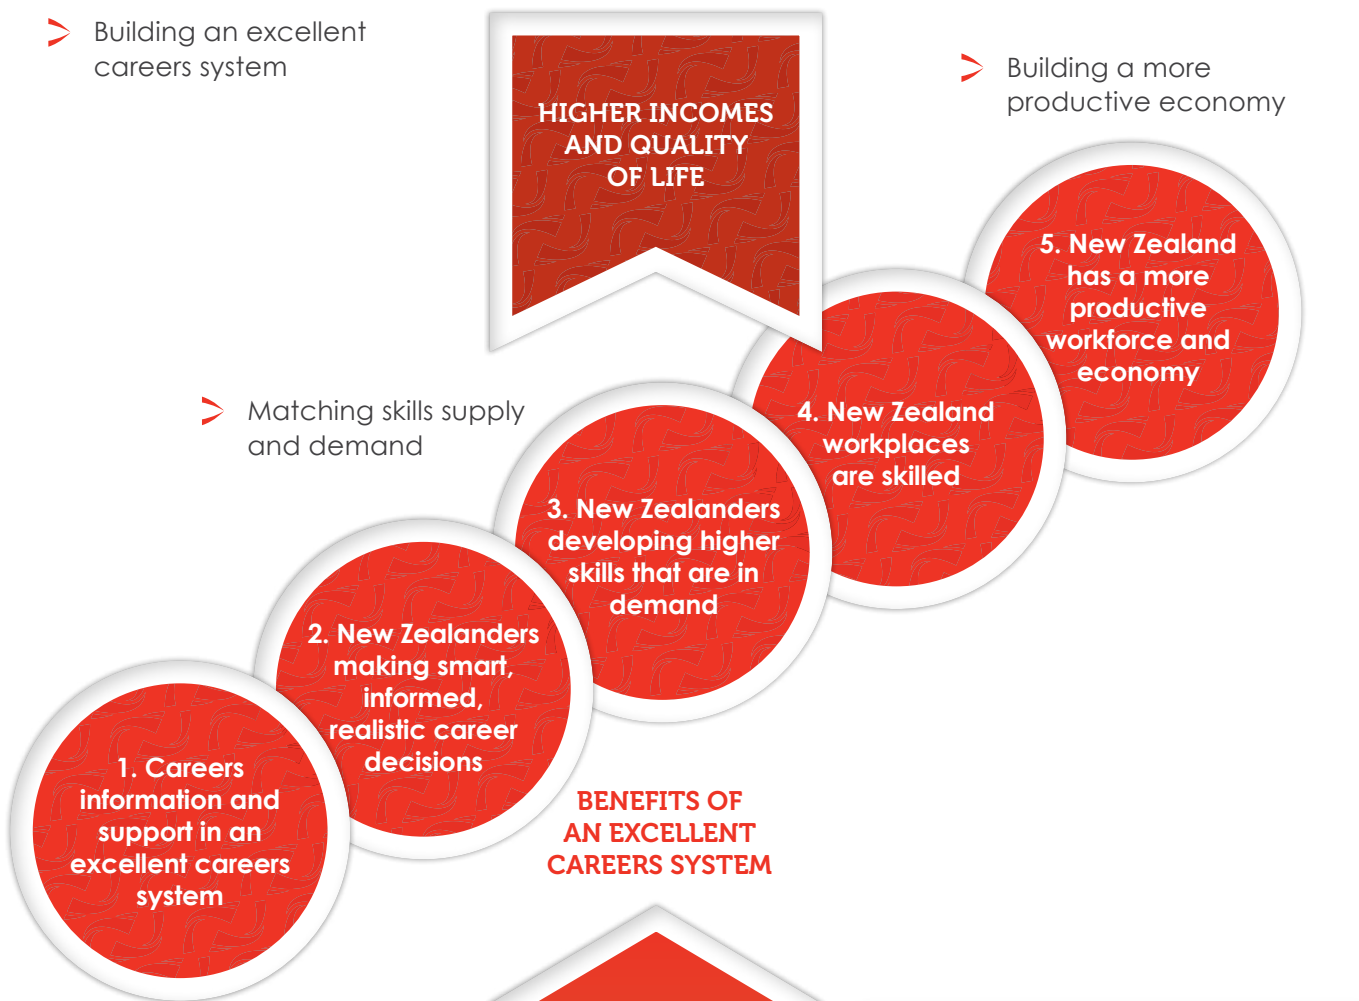 Building an excellent
careers system
HIGHER INCOMES
AND QUALITY
OF LIFE
Building a more
productive economy
5. New Zealand
has a more
productive
workforce and
economy
Matching skills supply
and demand
4. New Zealand
workplaces
are skilled
3. New Zealanders
developing higher
skills that are in
demand
2. New Zealanders
making smart,
informed,
realistic career
decisions
1. Careers
information and
support in an
excellent careers
system
BENEFITS OF
AN EXCELLENT
CAREERS SYSTEM